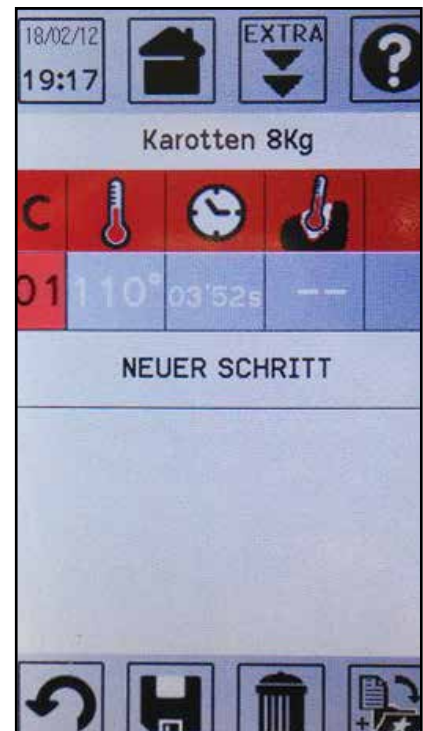 18/02/12
19:17
EXTRA
Karotten 8Kg
C
01 110° 03'52s --
NEUER SCHRITT